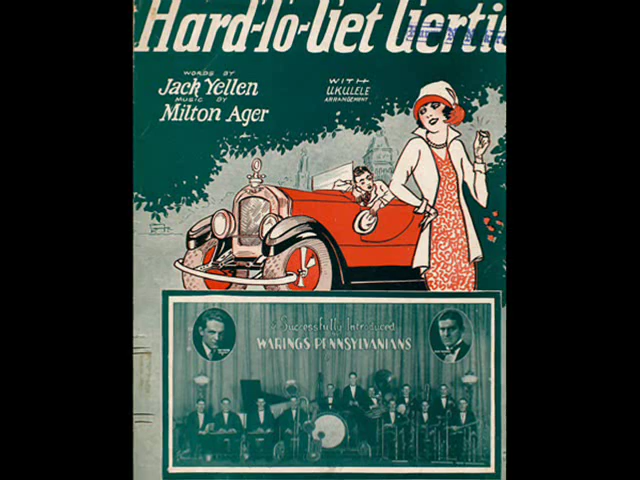 Hard-To-Get Gertie
WORDS BY
Jack Yellen
MUSIC BY
Milton Ager
WITH
UKULELE
ARRANGEMENT
Successfully Introduced
by
WARINGS PENNSYLVANIANS